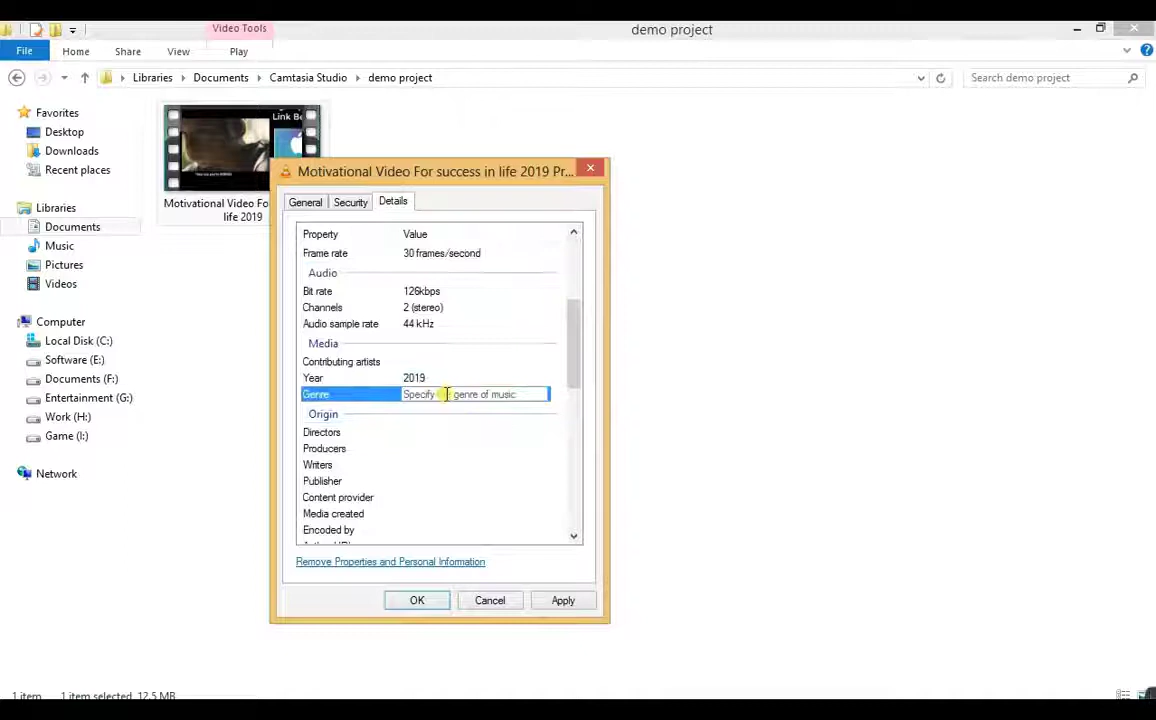 Video Tools
demo project
File
Home
Share
View
Play
Libraries
Documents
Camtasia Studio
demo project
Search demo project
Favorites
Desktop
Downloads
Recent places
Libraries
Documents
Music
Pictures
Videos
Computer
Local Disk (C:)
Software (E:)
Documents (F:)
Entertainment (G:)
Work (H:)
Game (I:)
Network
Link Be
Motivational Video Fo
life 2019
Motivational Video For success in life 2019 Pr...
General
Security
Details
Property Value
Frame rate 30 frames/second
Audio
Bit rate 126kbps
Channels 2 (stereo)
Audio sample rate 44 kHz
Media
Contributing artists
Year 2019
Genre Specify genre of music
Origin
Directors
Producers
Writers
Publisher
Content provider
Media created
Encoded by
Remove Properties and Personal Information
OK
Cancel
Apply
1 item 1 item selected 12.5 MB